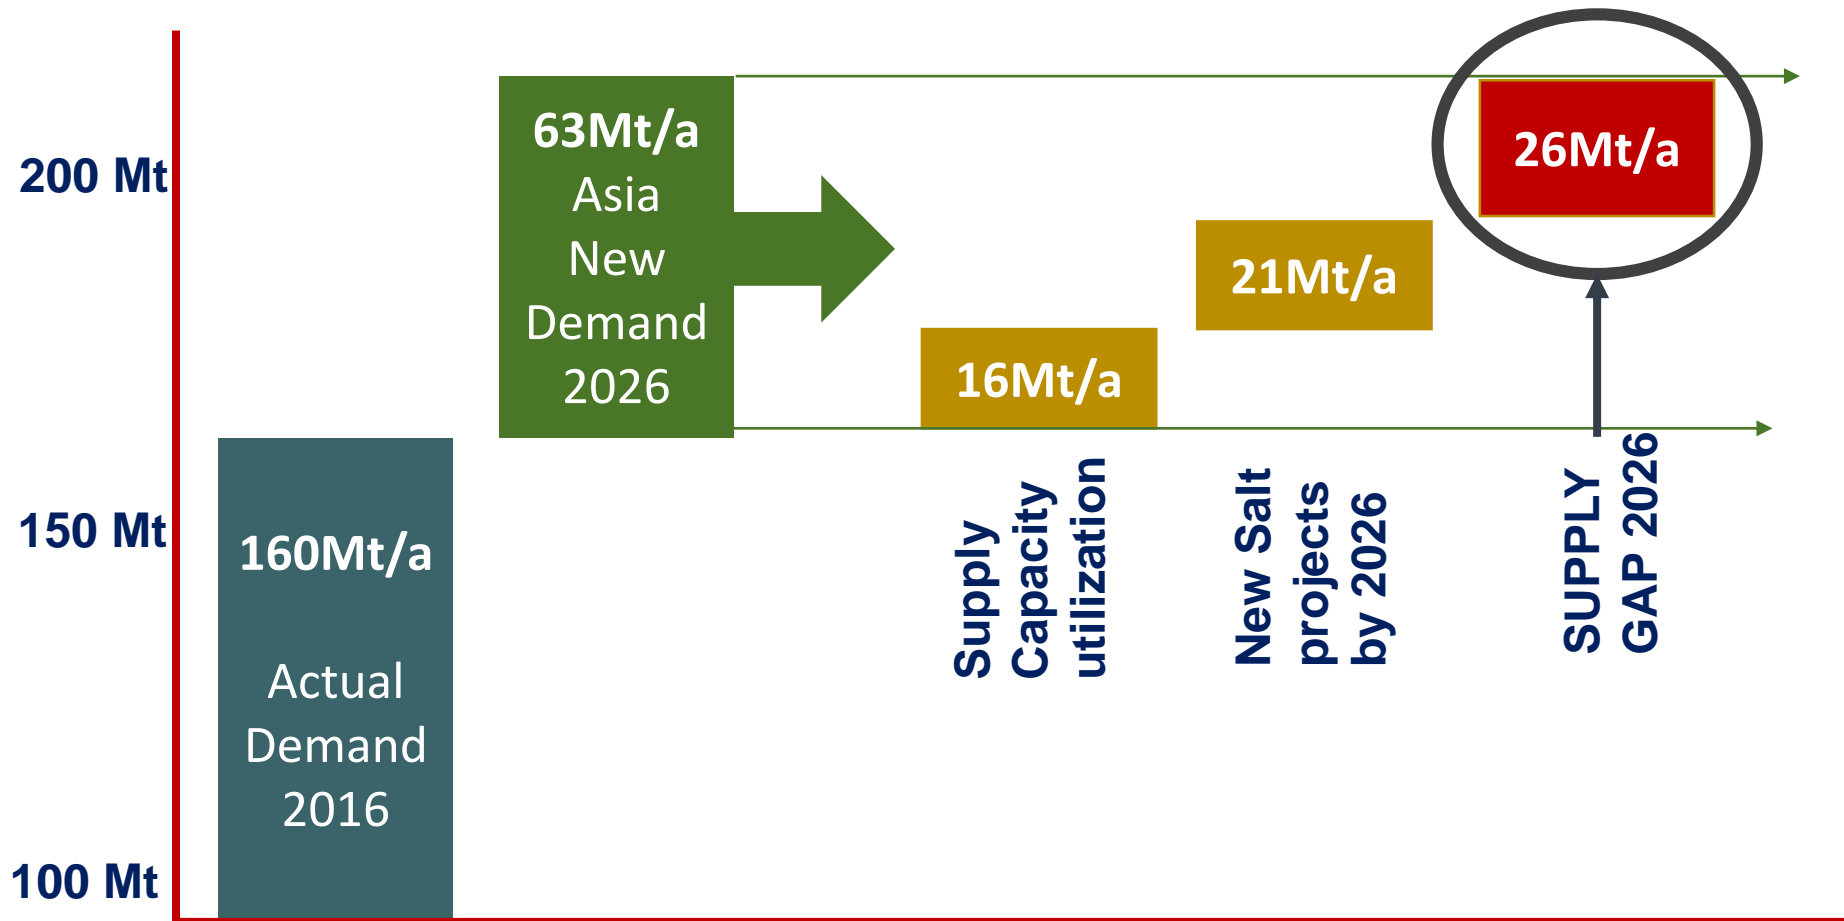 200 Mt
150 Mt
100 Mt
160Mt/a
Actual
Demand
2016
63Mt/a
Asia
New
Demand
2026
16Mt/a
Supply
Capacity
utilization
21Mt/a
New Salt
projects
by 2026
26Mt/a
SUPPLY
GAP 2026